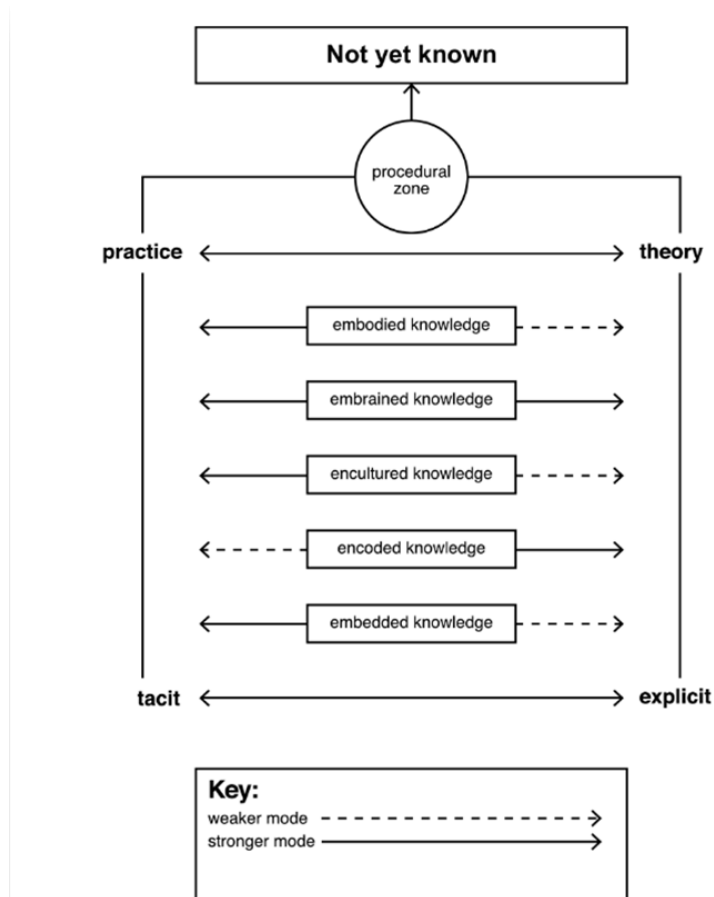 Not yet known
procedural
zone
practice
theory
embodied knowledge
embrained knowledge
encultured knowledge
encoded knowledge
embedded knowledge
tacit
explicit
Key:
weaker mode
stronger mode